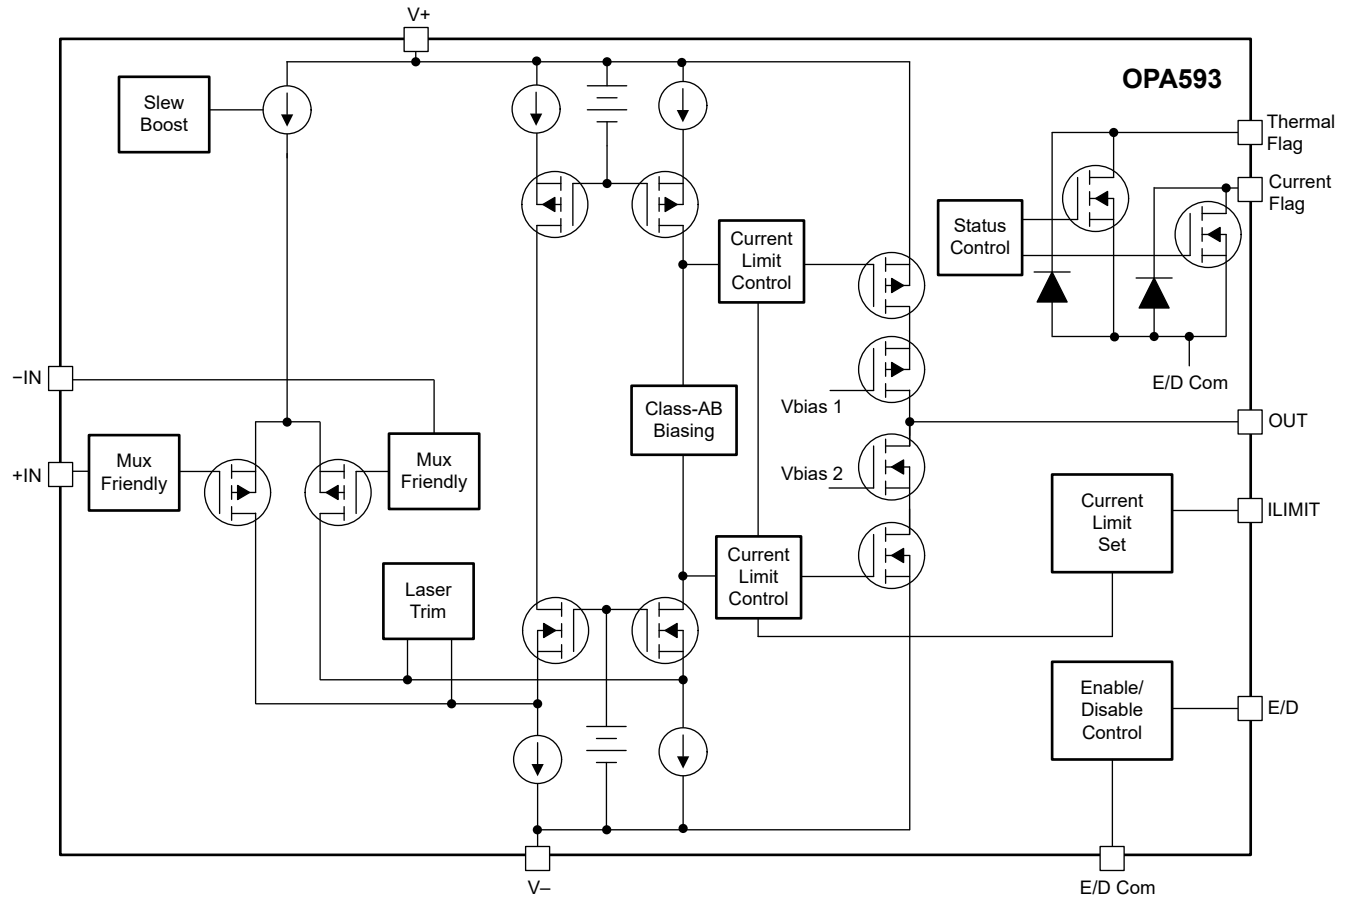 V+
OPA593
Slew
Boost
Thermal
Flag
Current
Flag
Status
Control
Current
Limit
Control
E/D Com
−IN
Vbias 1
Class-AB
Biasing
OUT
+IN
Mux
Friendly
Mux
Friendly
Vbias 2
Current
Limit
Set
ILIMIT
Current
Limit
Control
Laser
Trim
Enable/
Disable
Control
E/D
V–
E/D Com